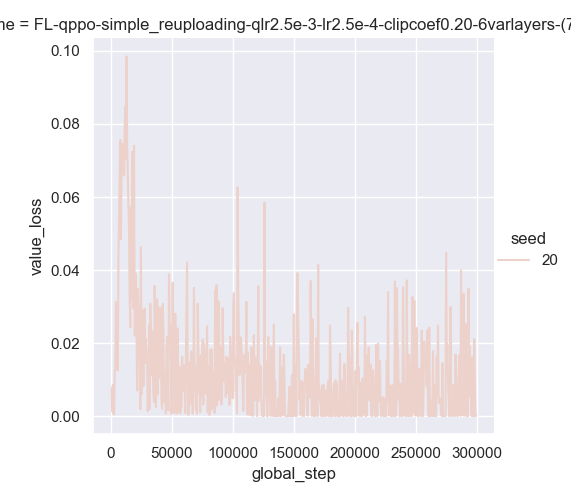 ne = FL-qppo-simple_reuploading-qlr2.5e-3-lr2.5e-4-clipcoef0.20-6varlayers-(7
0.10
0.08
0.06
0.04
0.02
0.00
value_loss
0 50000 100000 150000 200000 250000 300000
global_step
seed
20